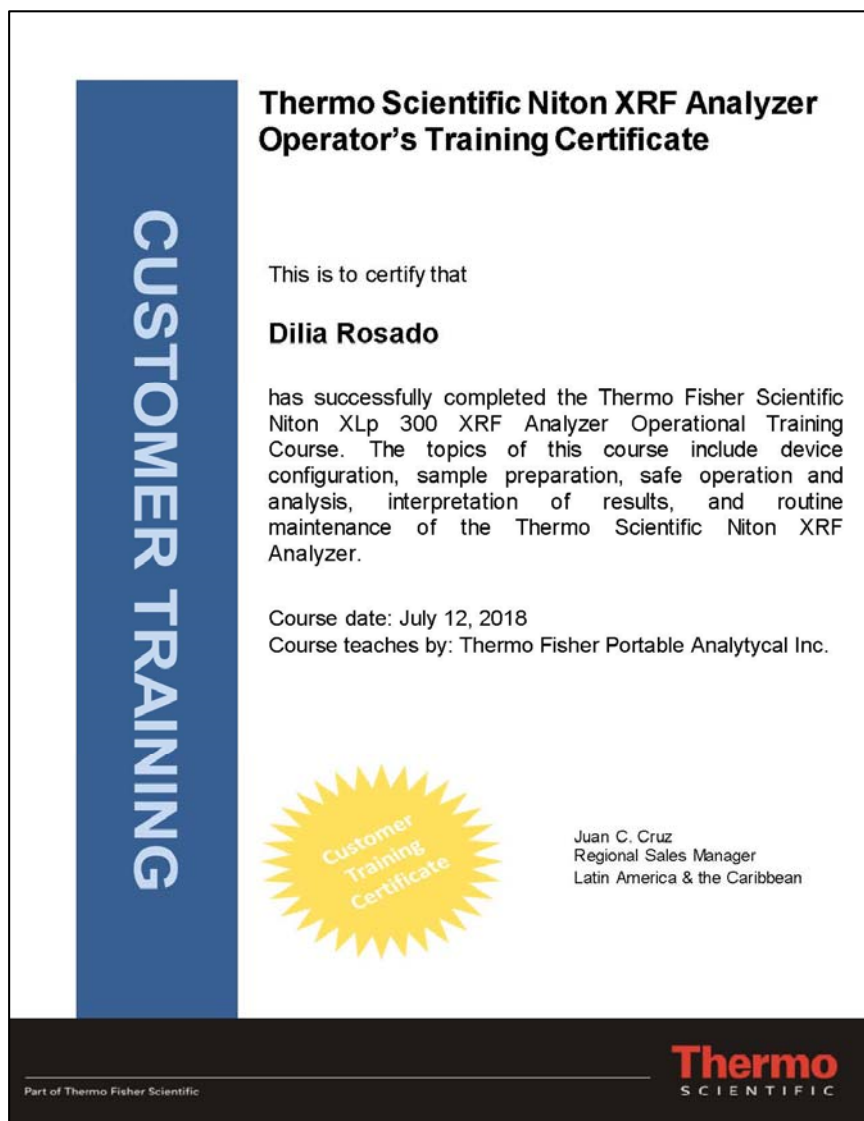 Thermo Scientific Niton XRF Analyzer
Operator's Training Certificate
CUSTOMER TRAINING
This is to certify that
Dilia Rosado
has successfully completed the Thermo Fisher Scientific
Niton XLp 300 XRF Analyzer Operational Training
Course. The topics of this course include device
configuration, sample preparation, safe operation and
analysis, interpretation of results, and routine
maintenance of the Thermo Scientific Niton XRF
Analyzer.
Course date: July 12, 2018
Course teaches by: Thermo Fisher Portable Analytycal Inc.
Customer
Training
Certificate
Juan C. Cruz
Regional Sales Manager
Latin America & the Caribbean
Part of Thermo Fisher Scientific
Thermo
SCIENTIFIC